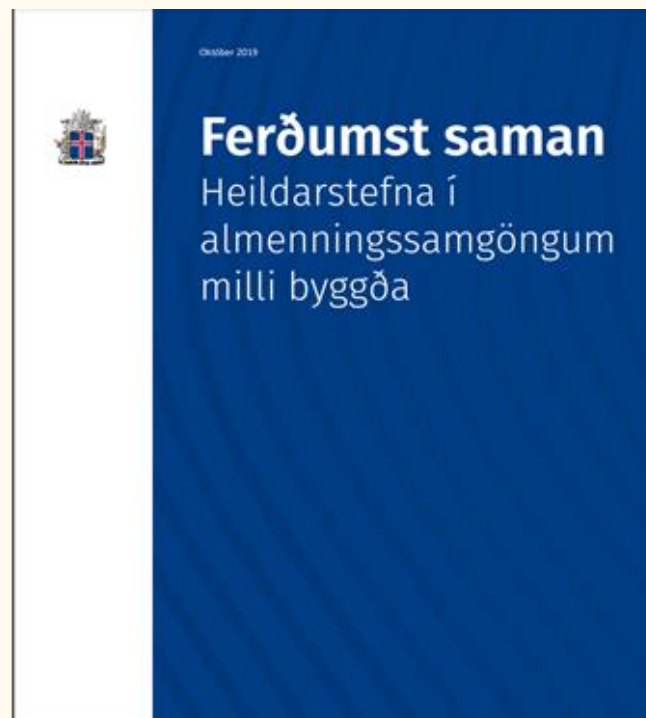 Október 2019
Ferðumst saman
Heildarstefna í
almenningssamgöngum
milli byggða